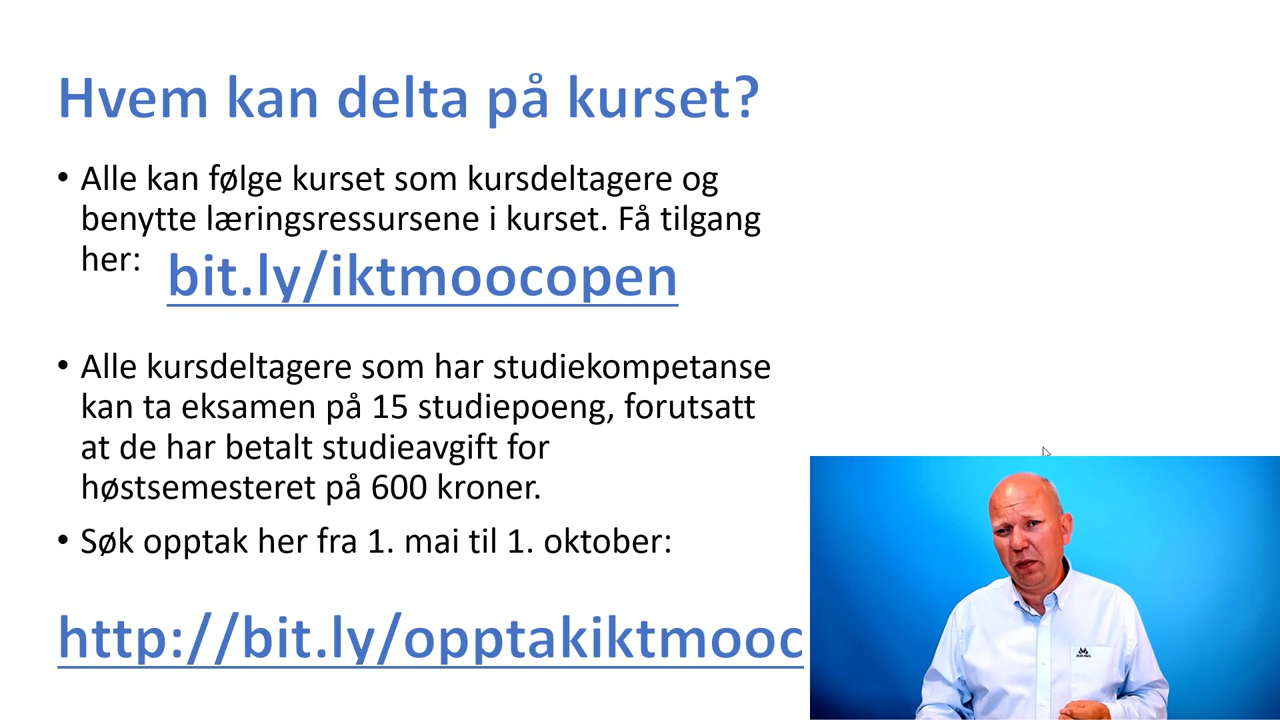 Hvem kan delta på kurset?
• Alle kan følge kurset som kursdeltagere og
benytte læringsressursene i kurset. Få tilgang
her: bit.ly/iktmoocopen
• Alle kursdeltagere som har studiekompetanse
kan ta eksamen på 15 studiepoeng, forutsatt
at de har betalt studieavgift for
høstsemesteret på 600 kroner.
• Søk opptak her fra 1. mai til 1. oktober:
http://bit.ly/opptakiktmooc